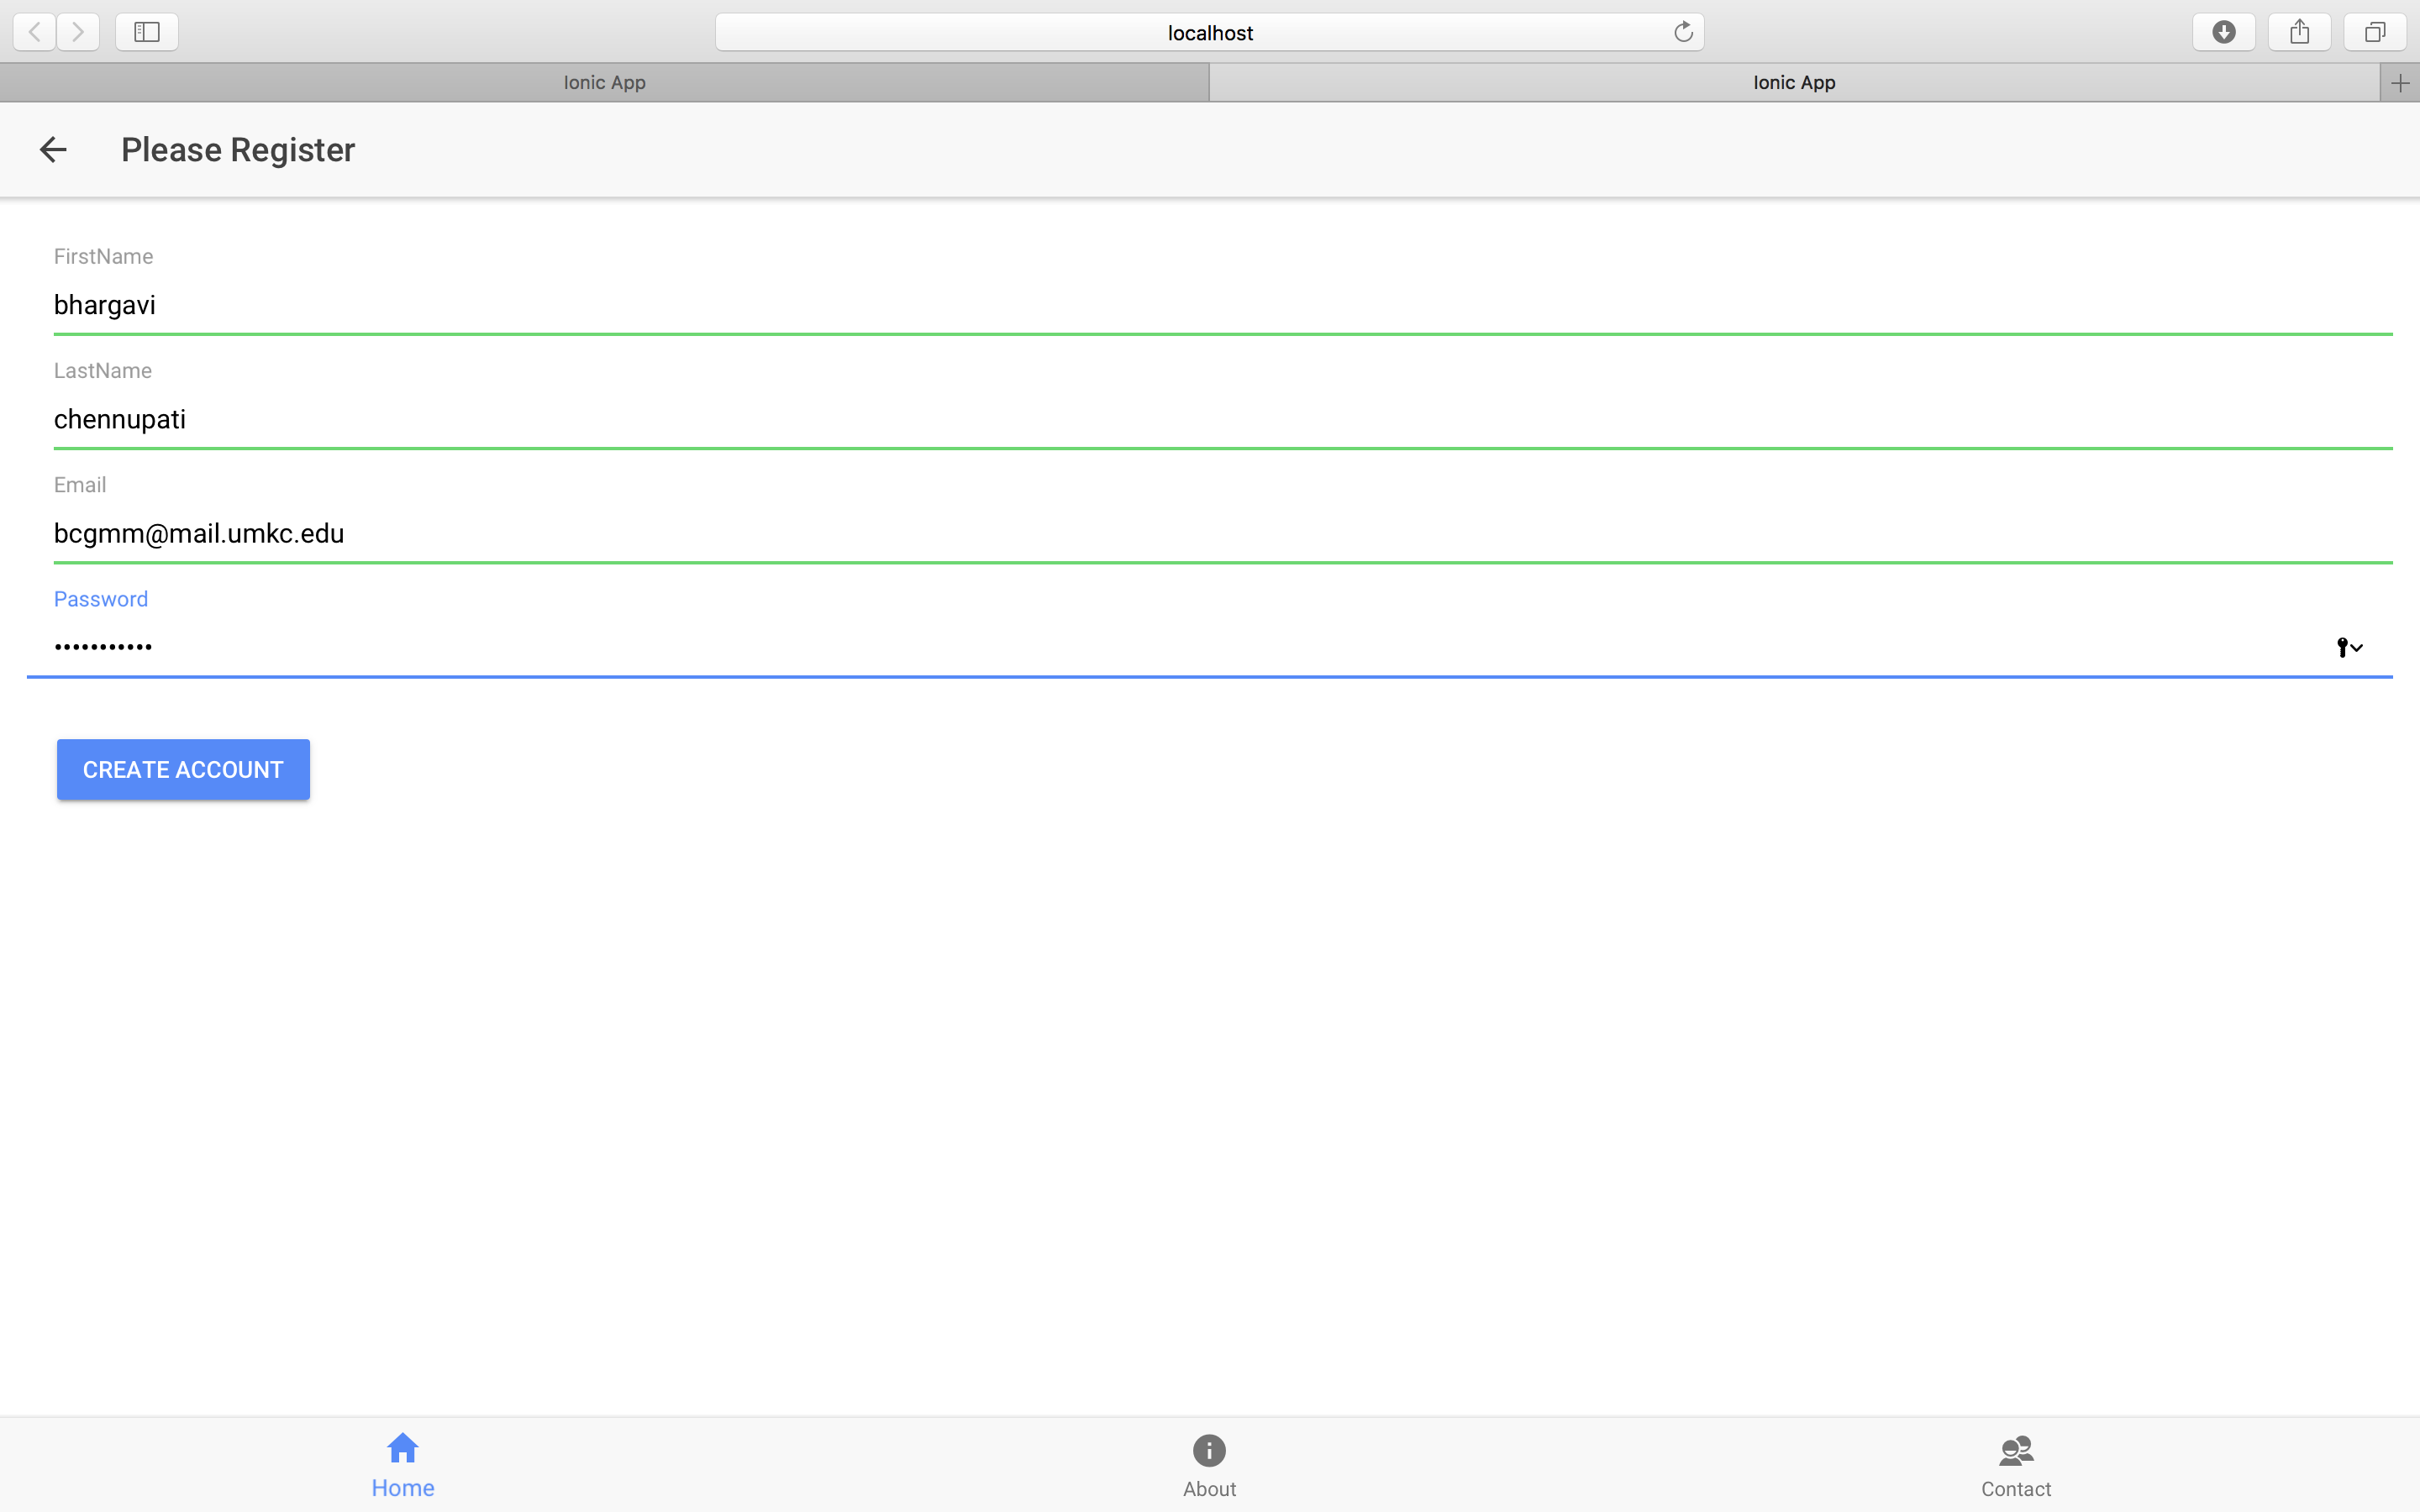 localhost
Ionic App
Ionic App
Please Register
FirstName
bhargavi
LastName
chennupati
Email
bcgmm@mail.umkc.edu
Password
•••••••••••
CREATE ACCOUNT
Home
About
Contact